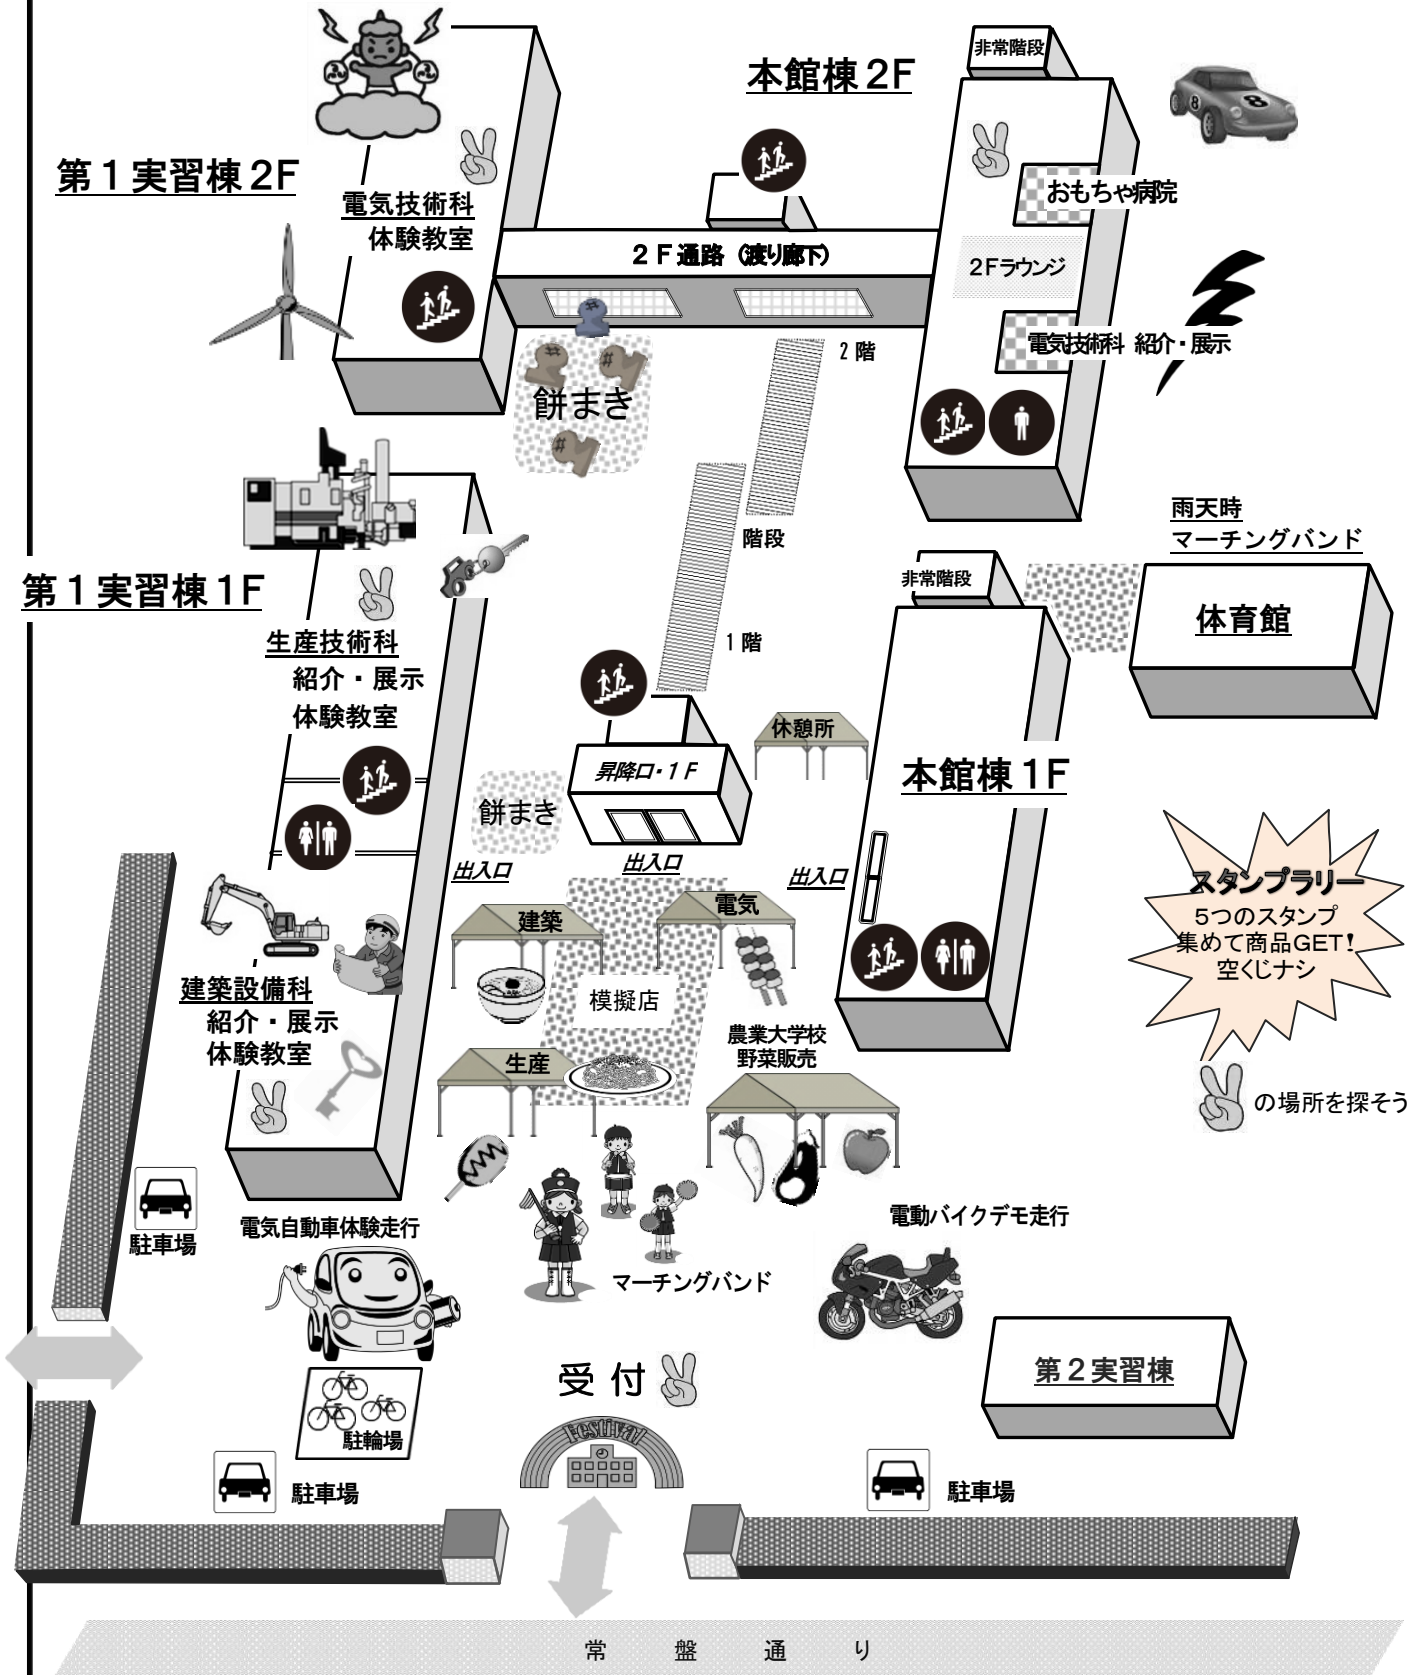 非常階段
本館棟2F
第1実習棟2F
電気技術科
体験教室
おもちゃ病院
2F通路(渡り廊下)
2Fラウンジ
電気技術科 紹介・展示
2階
餅まき
階段
1階
雨天時
マーチングバンド
非常階段
体育館
第1実習棟1F
生産技術科
紹介・展示
体験教室
休憩所
昇降口・1F
本館棟1F
餅まき
出入口
出入口
出入口
スタンプラリー
5つのスタンプ
集めて商品GET!
空くじナシ
建築
電気
8
8
建築設備科
紹介・展示
体験教室
模擬店
農業大学校
野菜販売
生産
の場所を探そう
駐車場
電気自動車体験走行
電動バイクデモ走行
マーチングバンド
受付
第2実習棟
Festival
駐輪場
駐車場
駐車場
常盤通り